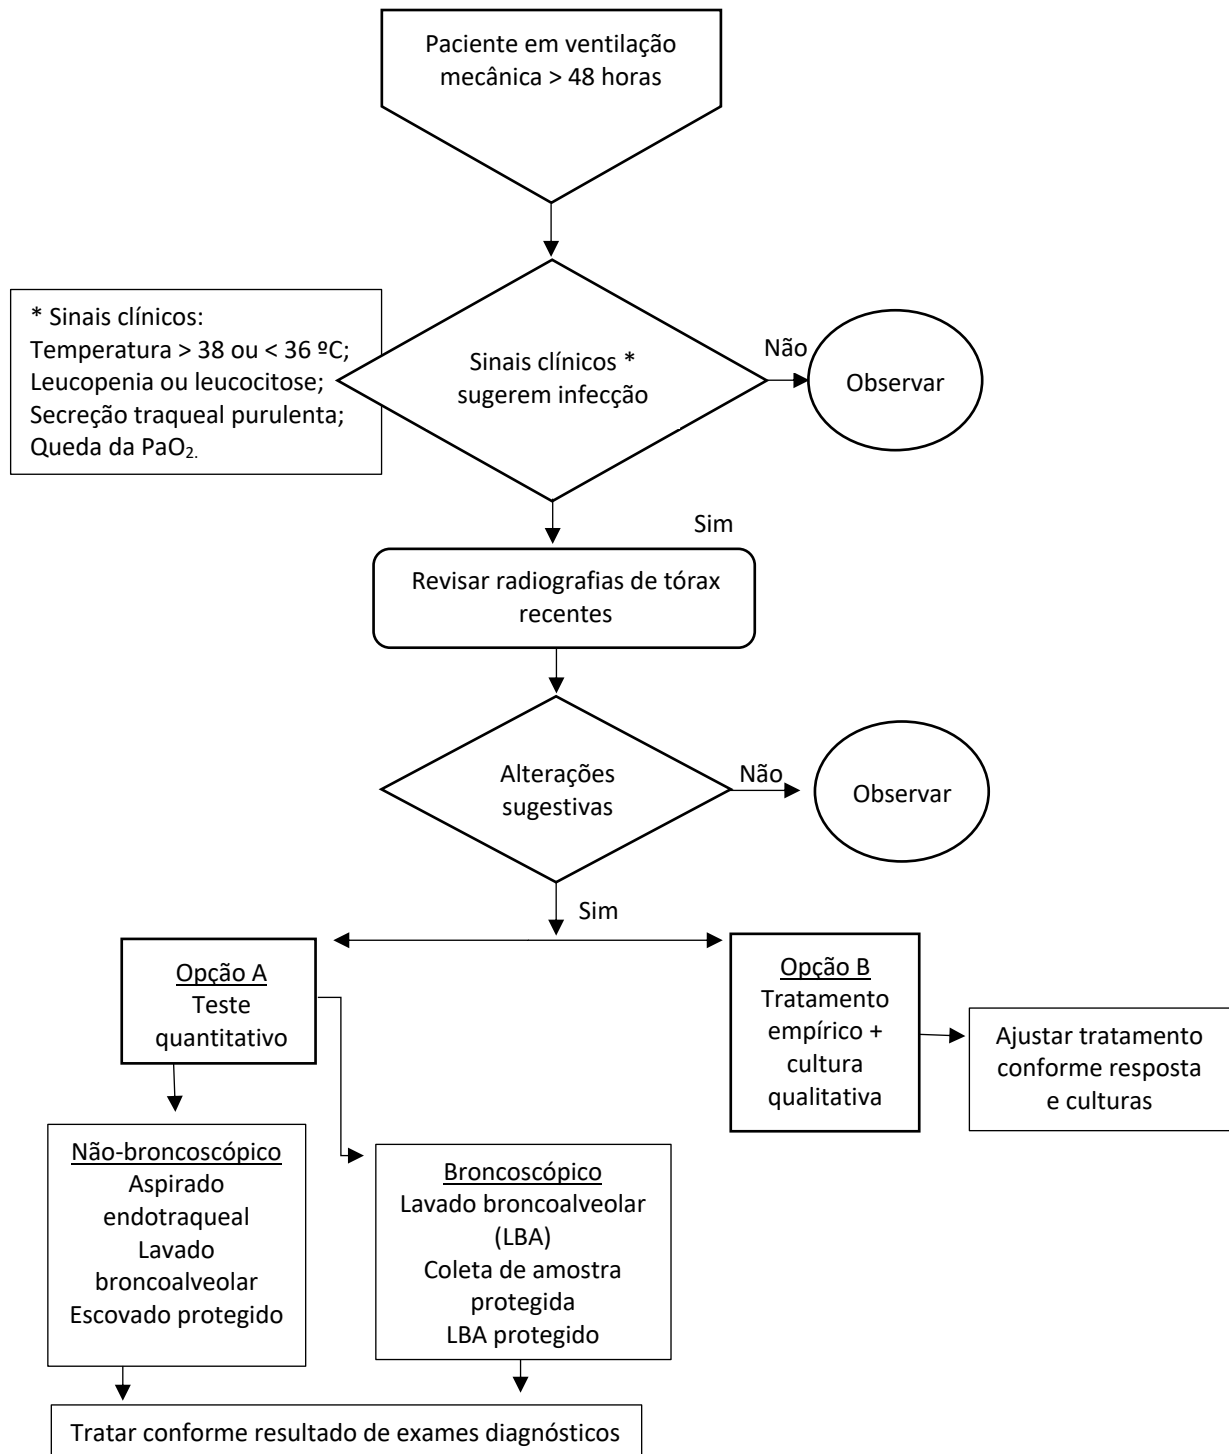 Paciente em ventilação
mecânica > 48 horas
* Sinais clínicos:
Temperatura > 38 ou < 36 ºC;
Leucopenia ou leucocitose;
Secreção traqueal purulenta;
Queda da PaO₂.
Sinais clínicos *
sugerem infecção
Não
Observar
Sim
Revisar radiografias de tórax
recentes
Alterações
sugestivas
Não
Observar
Sim
Opção A
Teste
quantitativo
Opção B
Tratamento
empírico +
cultura
qualitativa
Ajustar tratamento
conforme resposta
e culturas
Não-broncoscópico
Aspirado
endotraqueal
Lavado
broncoalveolar
Escovado protegido
Broncoscópico
Lavado broncoalveolar
(LBA)
Coleta de amostra
protegida
LBA protegido
Tratar conforme resultado de exames diagnósticos